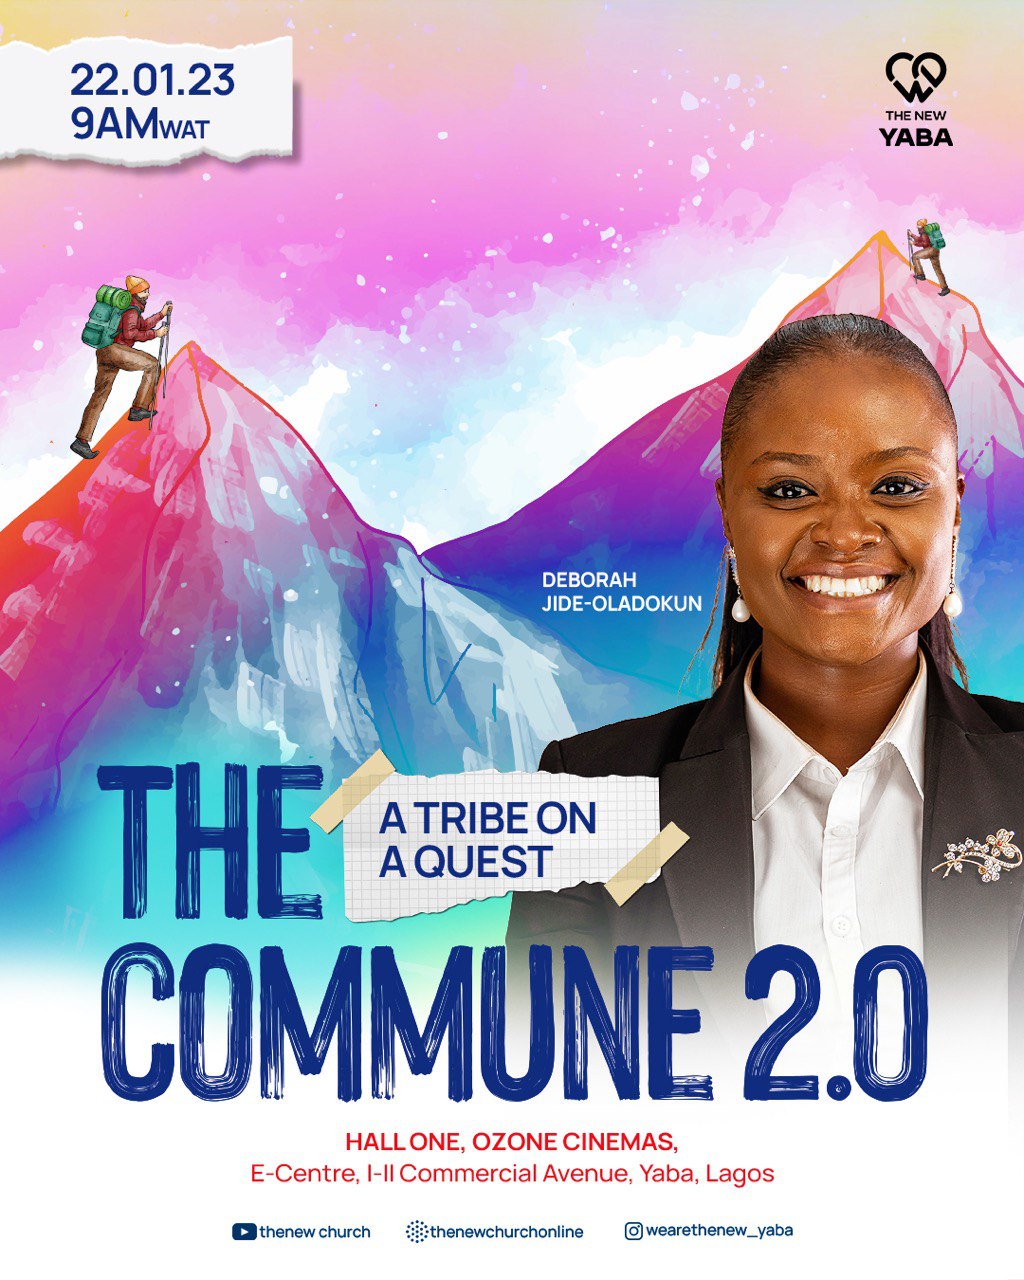 22.01.23
9AMWAT
THE NEW
YABA
DEBORAH
JIDE-OLADOKUN
THE
A TRIBE ON
A QUEST
COMMUNE 2.0
HALL ONE, OZONE CINEMAS,
E-Centre, I-II Commercial Avenue, Yaba, Lagos
thenew church
thenewchurchonline
wearethenew_yaba